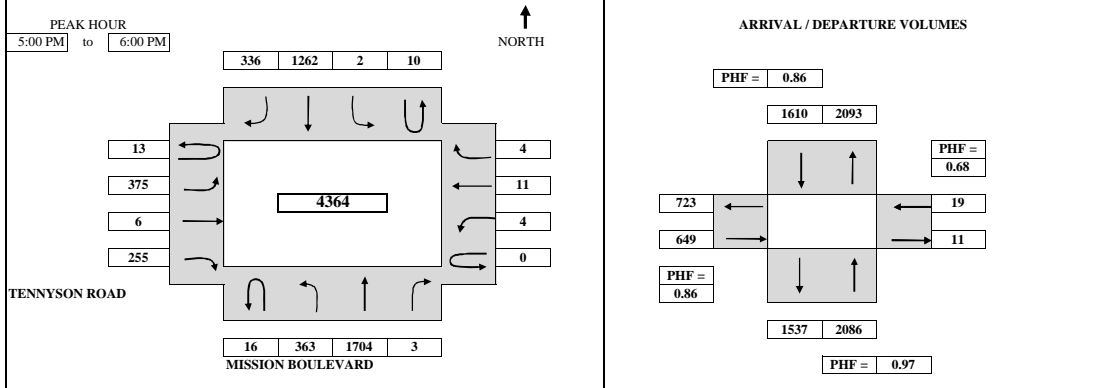 PEAK HOUR
5:00 PM to 6:00 PM
NORTH
336 1262 2 10
13
375
6
255
4364
4
11
4
0
TENNYSON ROAD
16 363 1704 3
MISSION BOULEVARD
ARRIVAL / DEPARTURE VOLUMES
PHF = 0.86
1610 2093
PHF =
0.68
723
649
19
11
PHF =
0.86
1537 2086
PHF = 0.97